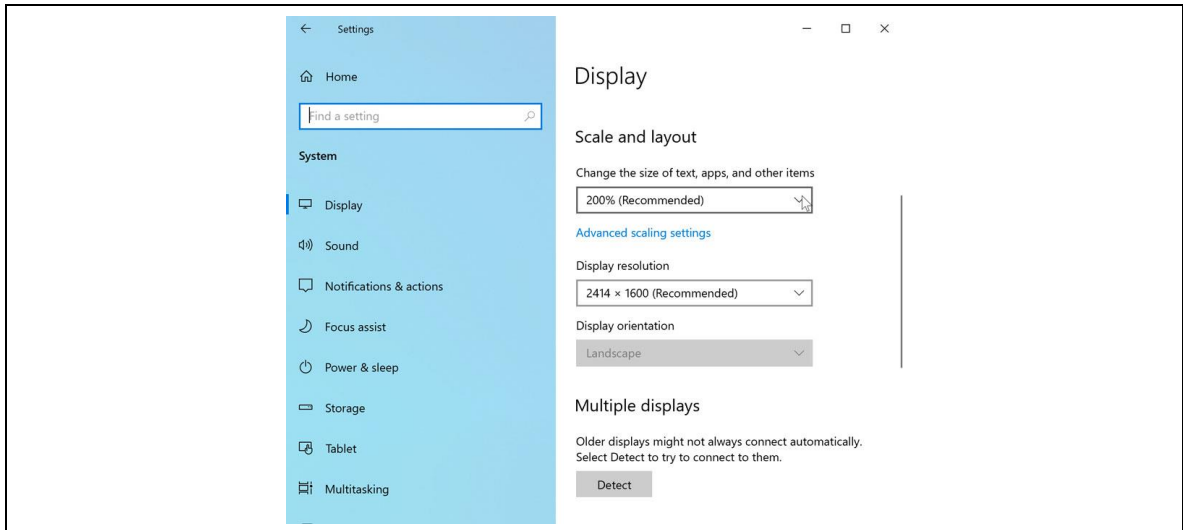 Settings
Home
Find a setting
System
Display
Sound
Notifications & actions
Focus assist
Power & sleep
Storage
Tablet
Multitasking
Display
Scale and layout
Change the size of text, apps, and other items
200% (Recommended)
Advanced scaling settings
Display resolution
2414 × 1600 (Recommended)
Display orientation
Landscape
Multiple displays
Older displays might not always connect automatically.
Select Detect to try to connect to them.
Detect